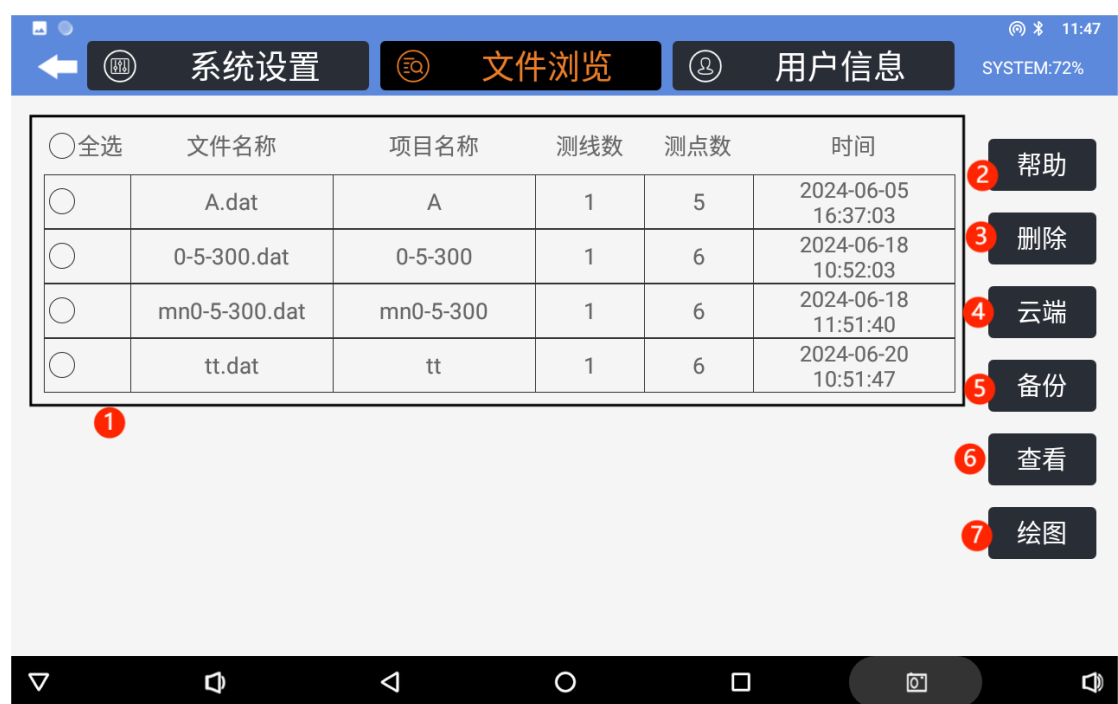 11:47
系统设置 文件浏览 用户信息 SYSTEM:72%
全选 文件名称 项目名称 测线数 测点数 时间
A.dat A 1 5 2024-06-05 16:37:03
0-5-300.dat 0-5-300 1 6 2024-06-18 10:52:03
mn0-5-300.dat mn0-5-300 1 6 2024-06-18 11:51:40
tt.dat tt 1 6 2024-06-20 10:51:47
1
2 帮助
3 删除
4 云端
5 备份
6 查看
7 绘图